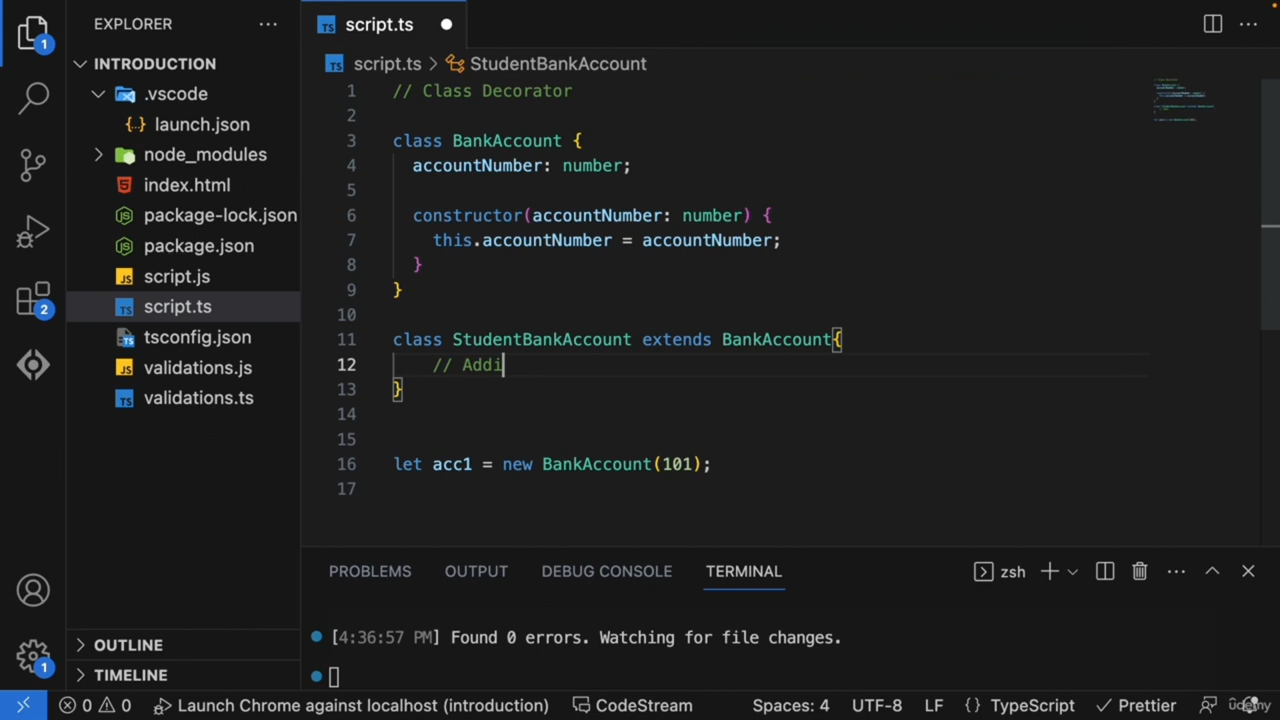 EXPLORER
script.ts
INTRODUCTION
.vscode
launch.json
node_modules
index.html
package-lock.json
package.json
script.js
script.ts
tsconfig.json
validations.js
validations.ts
OUTLINE
TIMELINE
1
2
1
script.ts > StudentBankAccount
1 // Class Decorator
2
3 class BankAccount {
4 accountNumber: number;
5
6 constructor(accountNumber: number) {
7 this.accountNumber = accountNumber;
8 }
9 }
10
11 class StudentBankAccount extends BankAccount{
12 // Addi
13 }
14
15
16 let acc1 = new BankAccount(101);
17
PROBLEMS OUTPUT DEBUG CONSOLE TERMINAL
zsh
[4:36:57 PM] Found 0 errors. Watching for file changes.
0 0 Launch Chrome against localhost (introduction) CodeStream Spaces: 4 UTF-8 LF {} TypeScript Prettier
udemy